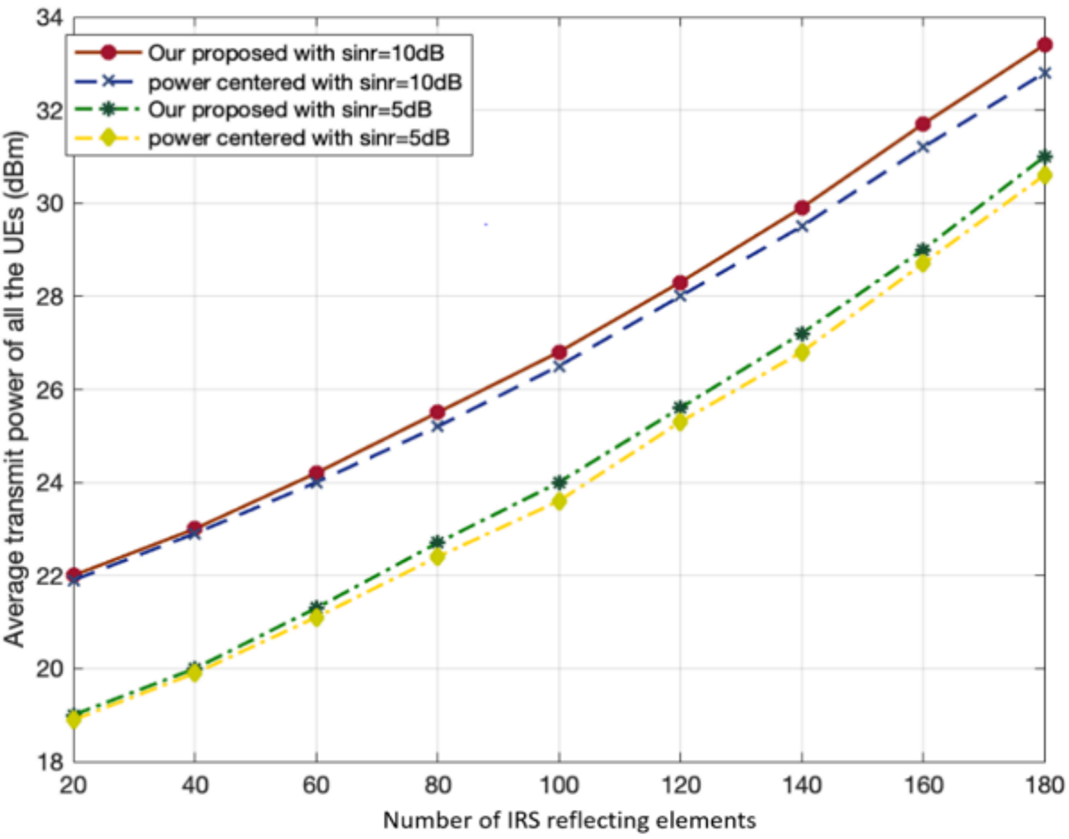 34
32
30
28
26
24
22
20
18
Average transmit power of all the UEs (dBm)
Our proposed with sinr=10dB
power centered with sinr=10dB
Our proposed with sinr=5dB
power centered with sinr=5dB
20 40 60 80 100 120 140 160 180
Number of IRS reflecting elements